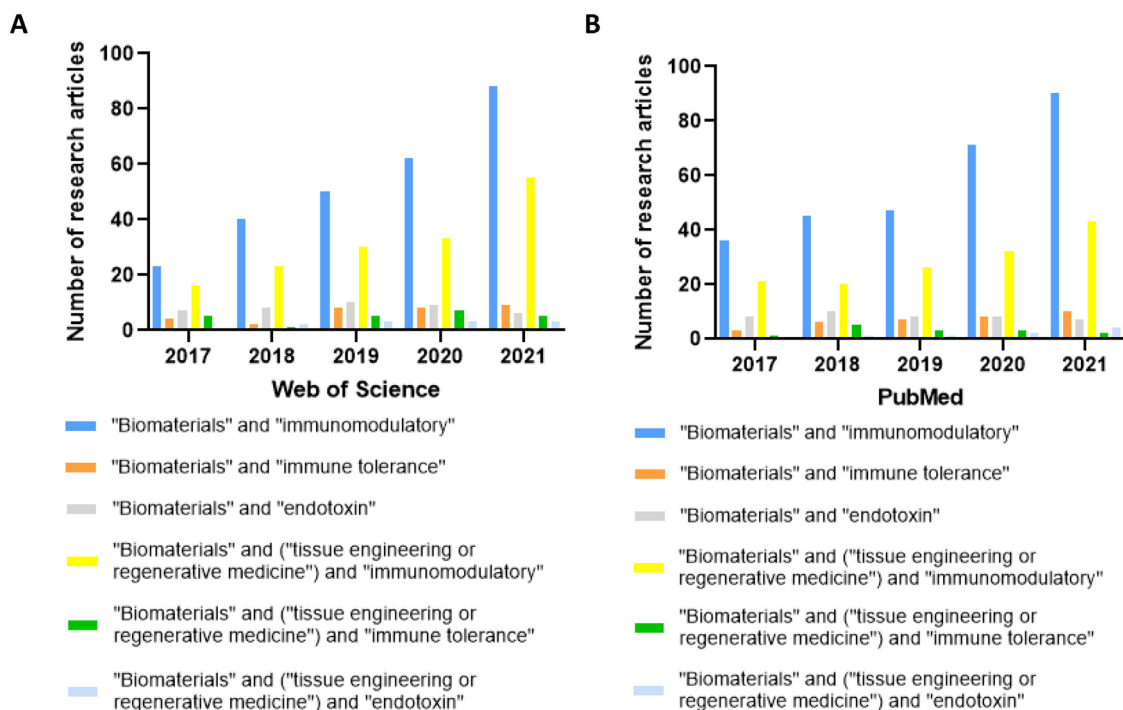 A
Number of research articles
100
80
60
40
20
0
2017 2018 2019 2020 2021
Web of Science
"Biomaterials" and "immunomodulatory"
"Biomaterials" and "immune tolerance"
"Biomaterials" and "endotoxin"
"Biomaterials" and ("tissue engineering or
regenerative medicine") and "immunomodulatory"
"Biomaterials" and ("tissue engineering or
regenerative medicine") and "immune tolerance"
"Biomaterials" and ("tissue engineering or
regenerative medicine") and "endotoxin"
B
Number of research articles
100
80
60
40
20
0
2017 2018 2019 2020 2021
PubMed
"Biomaterials" and "immunomodulatory"
"Biomaterials" and "immune tolerance"
"Biomaterials" and "endotoxin"
"Biomaterials" and ("tissue engineering or
regenerative medicine") and "immunomodulatory"
"Biomaterials" and ("tissue engineering or
regenerative medicine") and "immune tolerance"
"Biomaterials" and ("tissue engineering or
regenerative medicine") and "endotoxin"